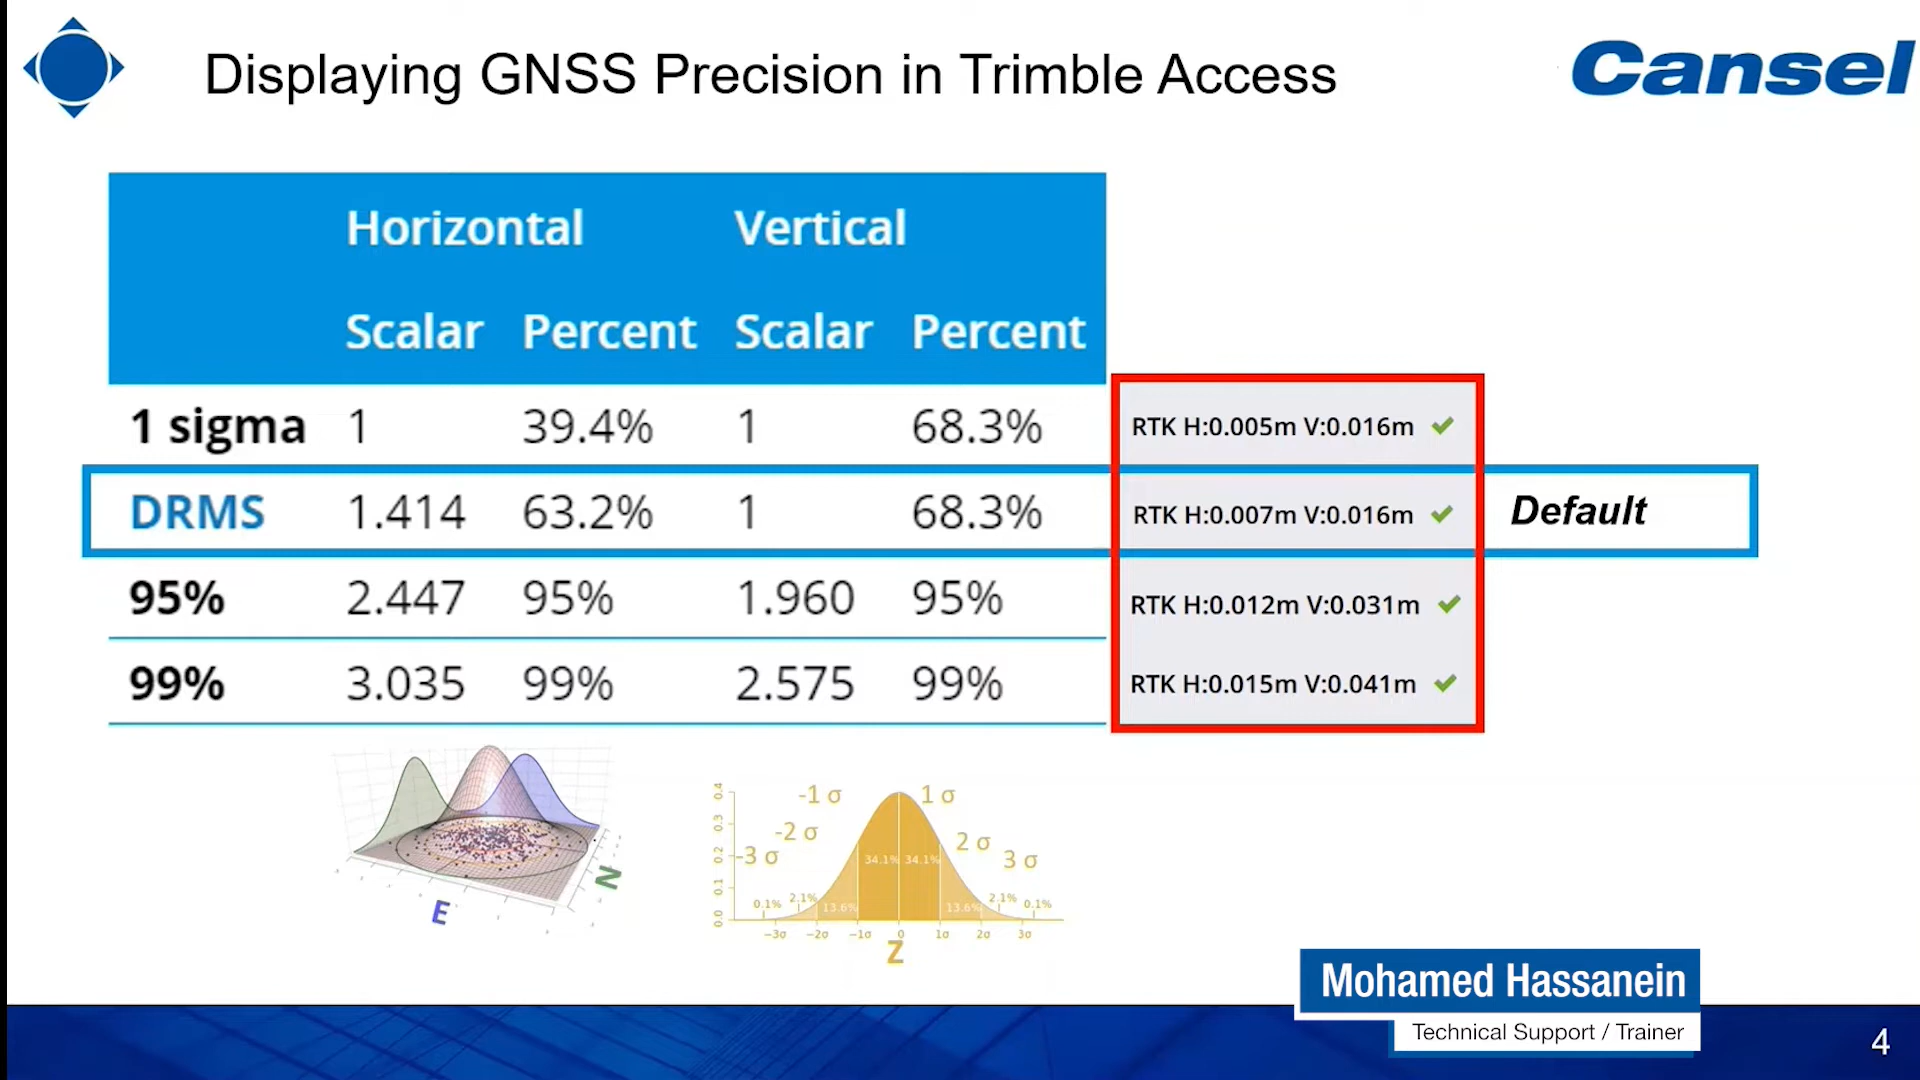 Displaying GNSS Precision in Trimble Access
Cansel
Horizontal Vertical
Scalar Percent Scalar Percent
1 sigma 1 39.4% 1 68.3% RTK H:0.005m V:0.016m
DRMS 1.414 63.2% 1 68.3% RTK H:0.007m V:0.016m Default
95% 2.447 95% 1.960 95% RTK H:0.012m V:0.031m
99% 3.035 99% 2.575 99% RTK H:0.015m V:0.041m
E
N
0.4
0.3
0.2
0.1
0.0
-1 σ 1 σ
-2 σ 2 σ
-3 σ 3 σ
34.1% 34.1%
0.1% 2.1% 13.6% 13.6% 2.1% 0.1%
−3σ −2σ −1σ 0 1σ 2σ 3σ
Z
Mohamed Hassanein
Technical Support / Trainer
4